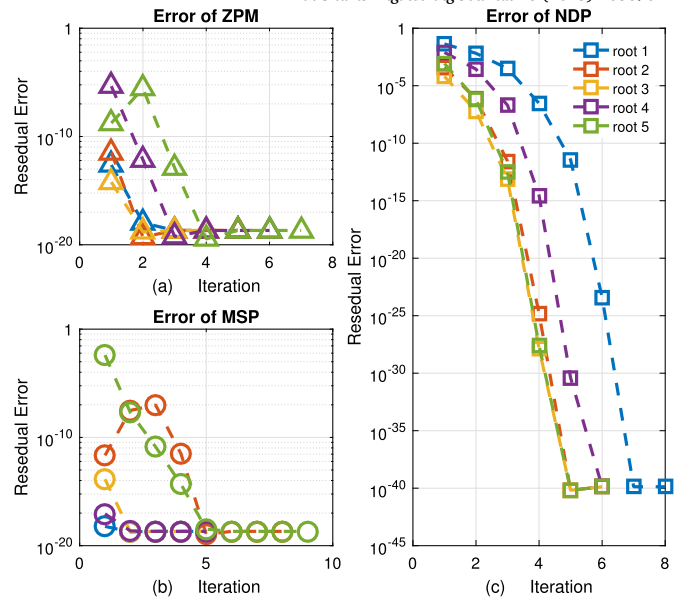 Error of ZPM
1
10^-10
10^-20
0 2 4 6 8
Resedual Error
(a) Iteration
Error of MSP
1
10^-10
10^-20
0 5 10
Resedual Error
(b) Iteration
Error of NDP
1
10^-5
10^-10
10^-15
10^-20
10^-25
10^-30
10^-35
10^-40
10^-45
0 2 4 6 8
Resedual Error
(c) Iteration
root 1
root 2
root 3
root 4
root 5